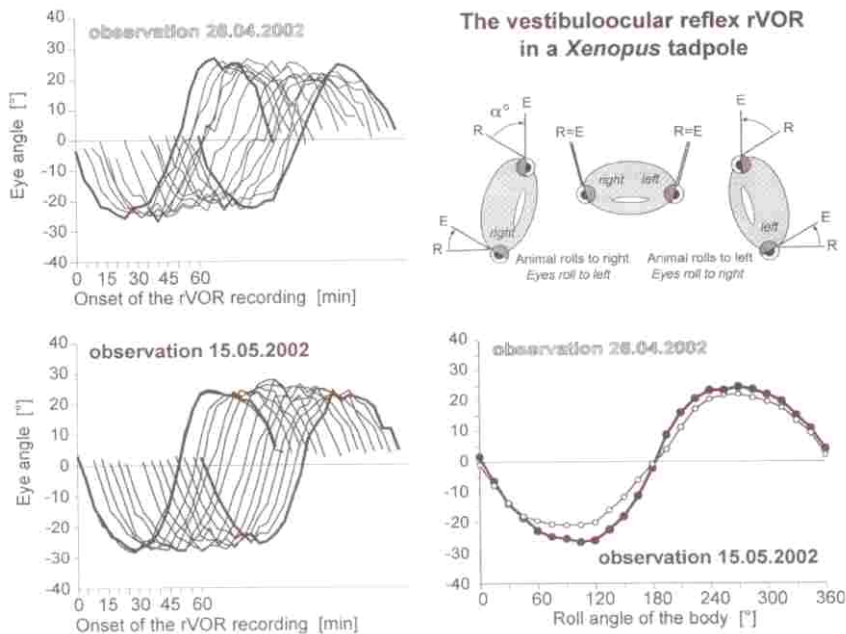 observation 26.04.2002
40
30
20
10
0
-10
-20
-30
-40
Eye angle [°]
0 15 30 45 60
Onset of the rVOR recording [min]
The vestibuloocular reflex rVOR
in a Xenopus tadpole
α°
E
R
E
R
R=E
R=E
right
left
E
R
E
R
right
left
Animal rolls to right
Eyes roll to left
Animal rolls to left
Eyes roll to right
observation 15.05.2002
40
30
20
10
0
-10
-20
-30
-40
Eye angle [°]
0 15 30 45 60
Onset of the rVOR recording [min]
observation 26.04.2002
40
30
20
10
0
-10
-20
-30
-40
observation 15.05.2002
0 60 120 180 240 300 360
Roll angle of the body [°]